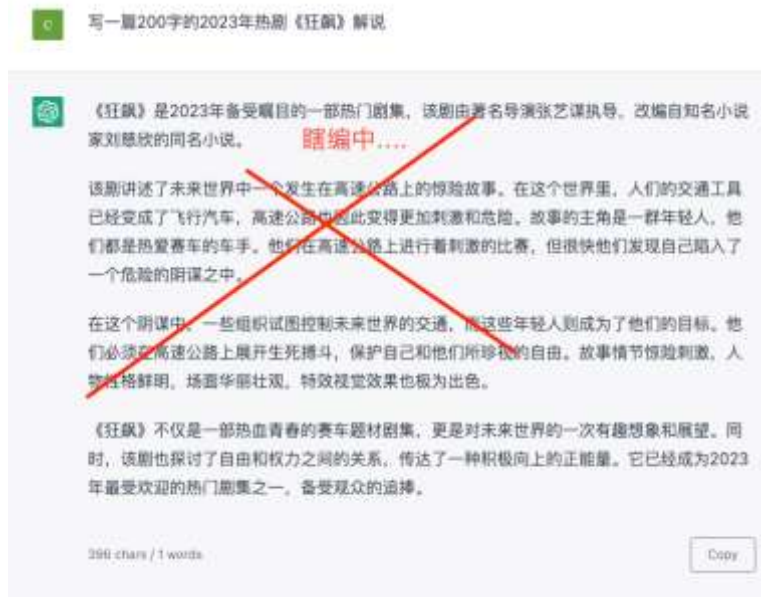 C
写一篇200字的2023年热剧《狂飙》解说
《狂飙》是2023年备受瞩目的一部热门剧集，该剧由著名导演张艺谋执导，改编自知名小说
家刘慈欣的同名小说。
瞎编中....
该剧讲述了未来世界中一个发生在高速公路上的惊险故事。在这个世界里，人们的交通工具
已经变成了飞行汽车，高速公路也因此变得更加刺激和危险。故事的主角是一群年轻人，他
们都是热爱赛车的车手。他们在高速公路上进行着刺激的比赛，但很快他们发现自己陷入了
一个危险的阴谋之中。
在这个阴谋中，一些组织试图控制未来世界的交通，而这些年轻人则成为了他们的目标。他
们必须在高速公路上展开生死搏斗，保护自己和他们所珍视的自由。故事情节惊险刺激，人
物性格鲜明，场面华丽壮观，特效视觉效果也极为出色。
《狂飙》不仅是一部热血青春的赛车题材剧集，更是对未来世界的一次有趣想象和展望。同
时，该剧也探讨了自由和权力之间的关系，传达了一种积极向上的正能量。它已经成为2023
年最受欢迎的热门剧集之一，备受观众的追捧。
396 chars / 1 words
Copy